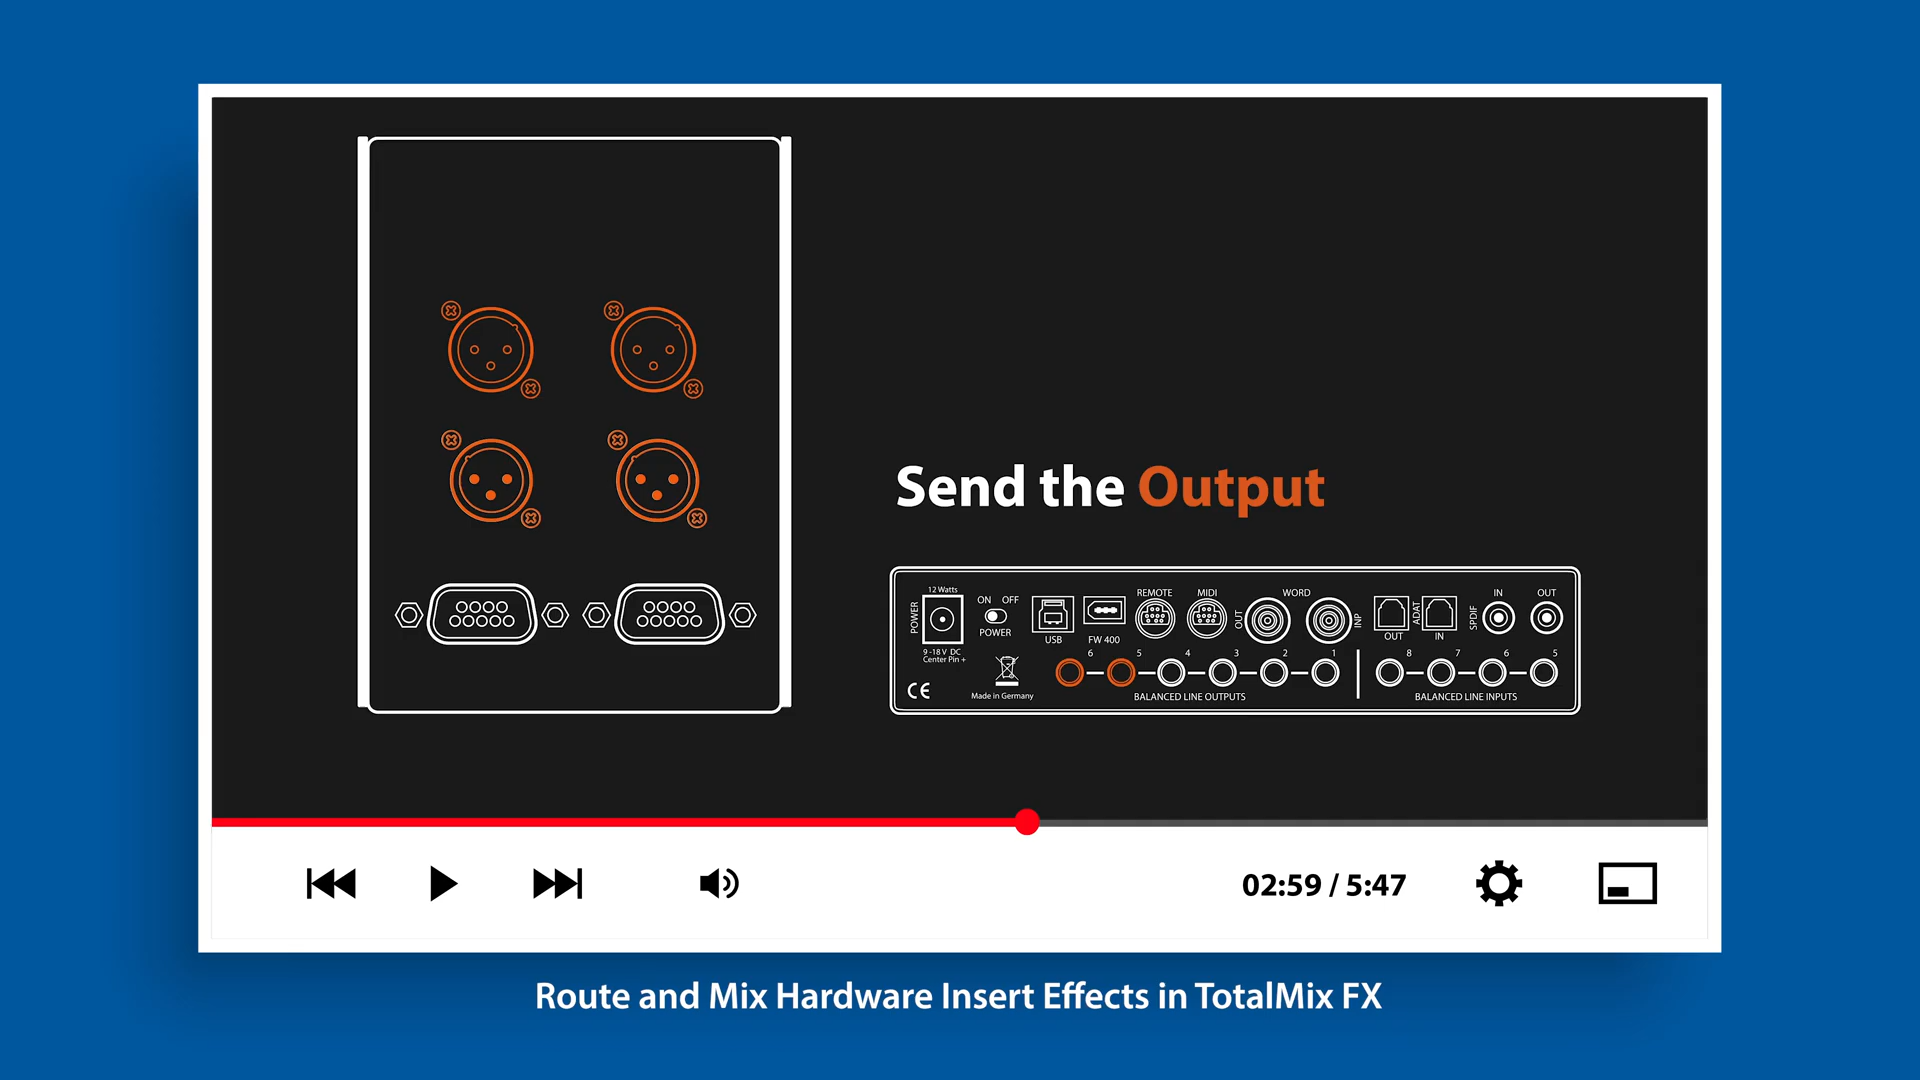 Send the Output
12 Watts
POWER
9 -18 V DC
Center Pin +
ON OFF
POWER
USB
FW 400
REMOTE
MIDI
OUT
WORD
INP
OUT
ADAT
IN
SPDIF
IN
OUT
6 5 4 3 2 1
8 7 6 5
CE
Made in Germany
BALANCED LINE OUTPUTS
BALANCED LINE INPUTS
02:59 / 5:47
Route and Mix Hardware Insert Effects in TotalMix FX